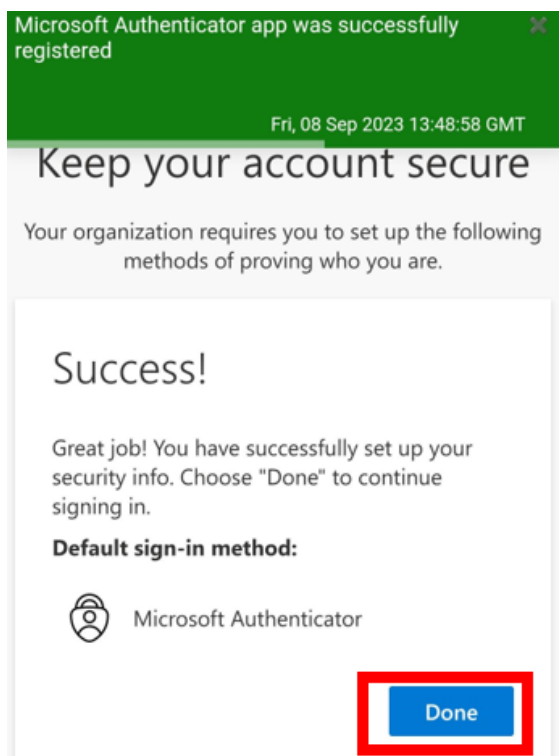 Microsoft Authenticator app was successfully
registered
Fri, 08 Sep 2023 13:48:58 GMT
Keep your account secure
Your organization requires you to set up the following
methods of proving who you are.
Success!
Great job! You have successfully set up your
security info. Choose "Done" to continue
signing in.
Default sign-in method:
Microsoft Authenticator
Done